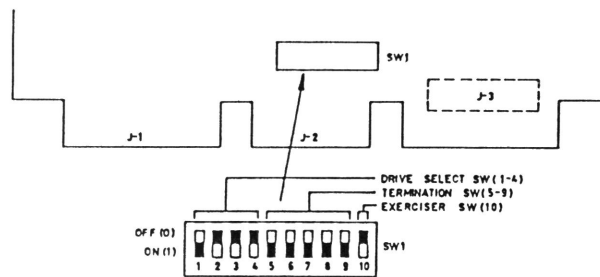 SW1
J-3
J-1
J-2
DRIVE SELECT SW(1-4)
TERMINATION SW(5-9)
EXERCISER SW(10)
OFF(0)
ON(1)
SW1
1 2 3 4 5 6 7 8 9 10